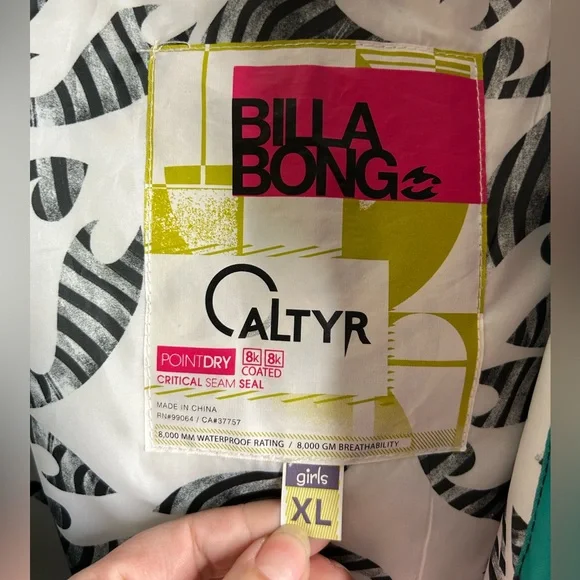 BILLA
BONG
CALTYR
POINTDRY 8k 8k
COATED
CRITICAL SEAM SEAL
MADE IN CHINA
RN#99064 / CA#37757
8,000 MM WATERPROOF RATING / 8,000 GM BREATHABILITY
girls
XL